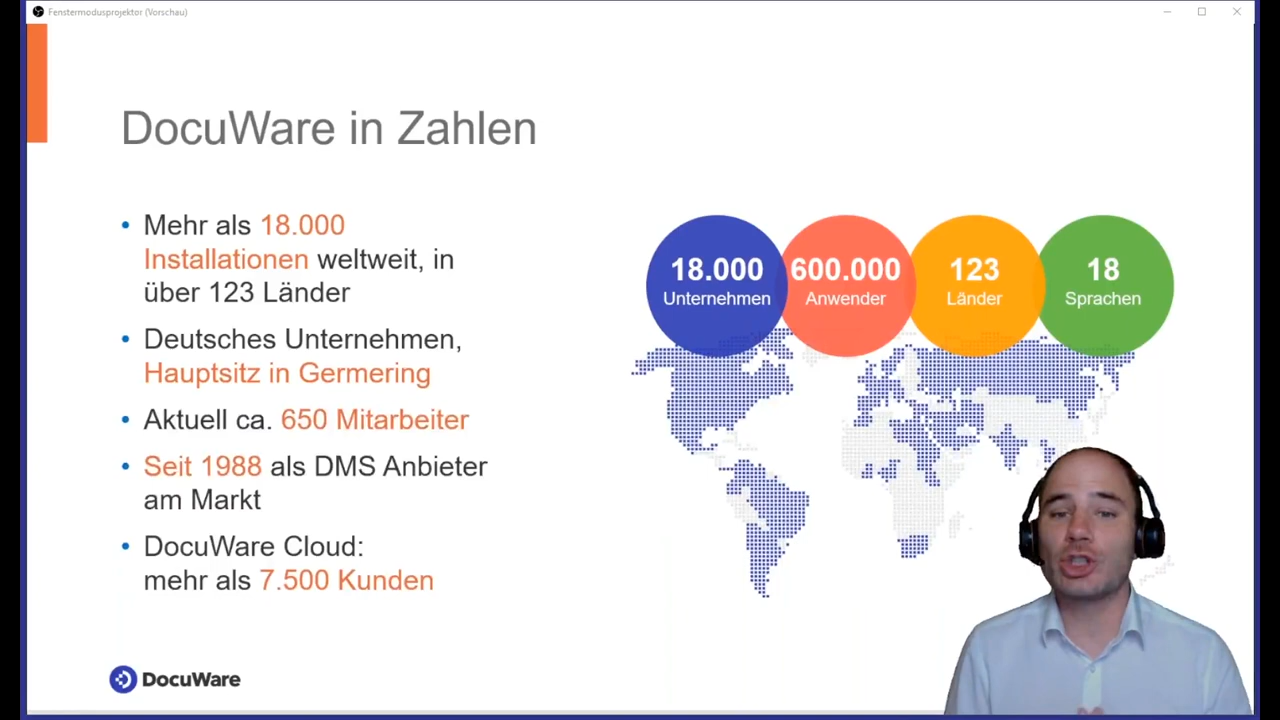 Fenstermodusprojektor (Vorschau)
DocuWare in Zahlen
• Mehr als 18.000
Installationen weltweit, in
über 123 Länder
• Deutsches Unternehmen,
Hauptsitz in Germering
• Aktuell ca. 650 Mitarbeiter
• Seit 1988 als DMS Anbieter
am Markt
• DocuWare Cloud:
mehr als 7.500 Kunden
18.000
Unternehmen
600.000
Anwender
123
Länder
18
Sprachen
DocuWare